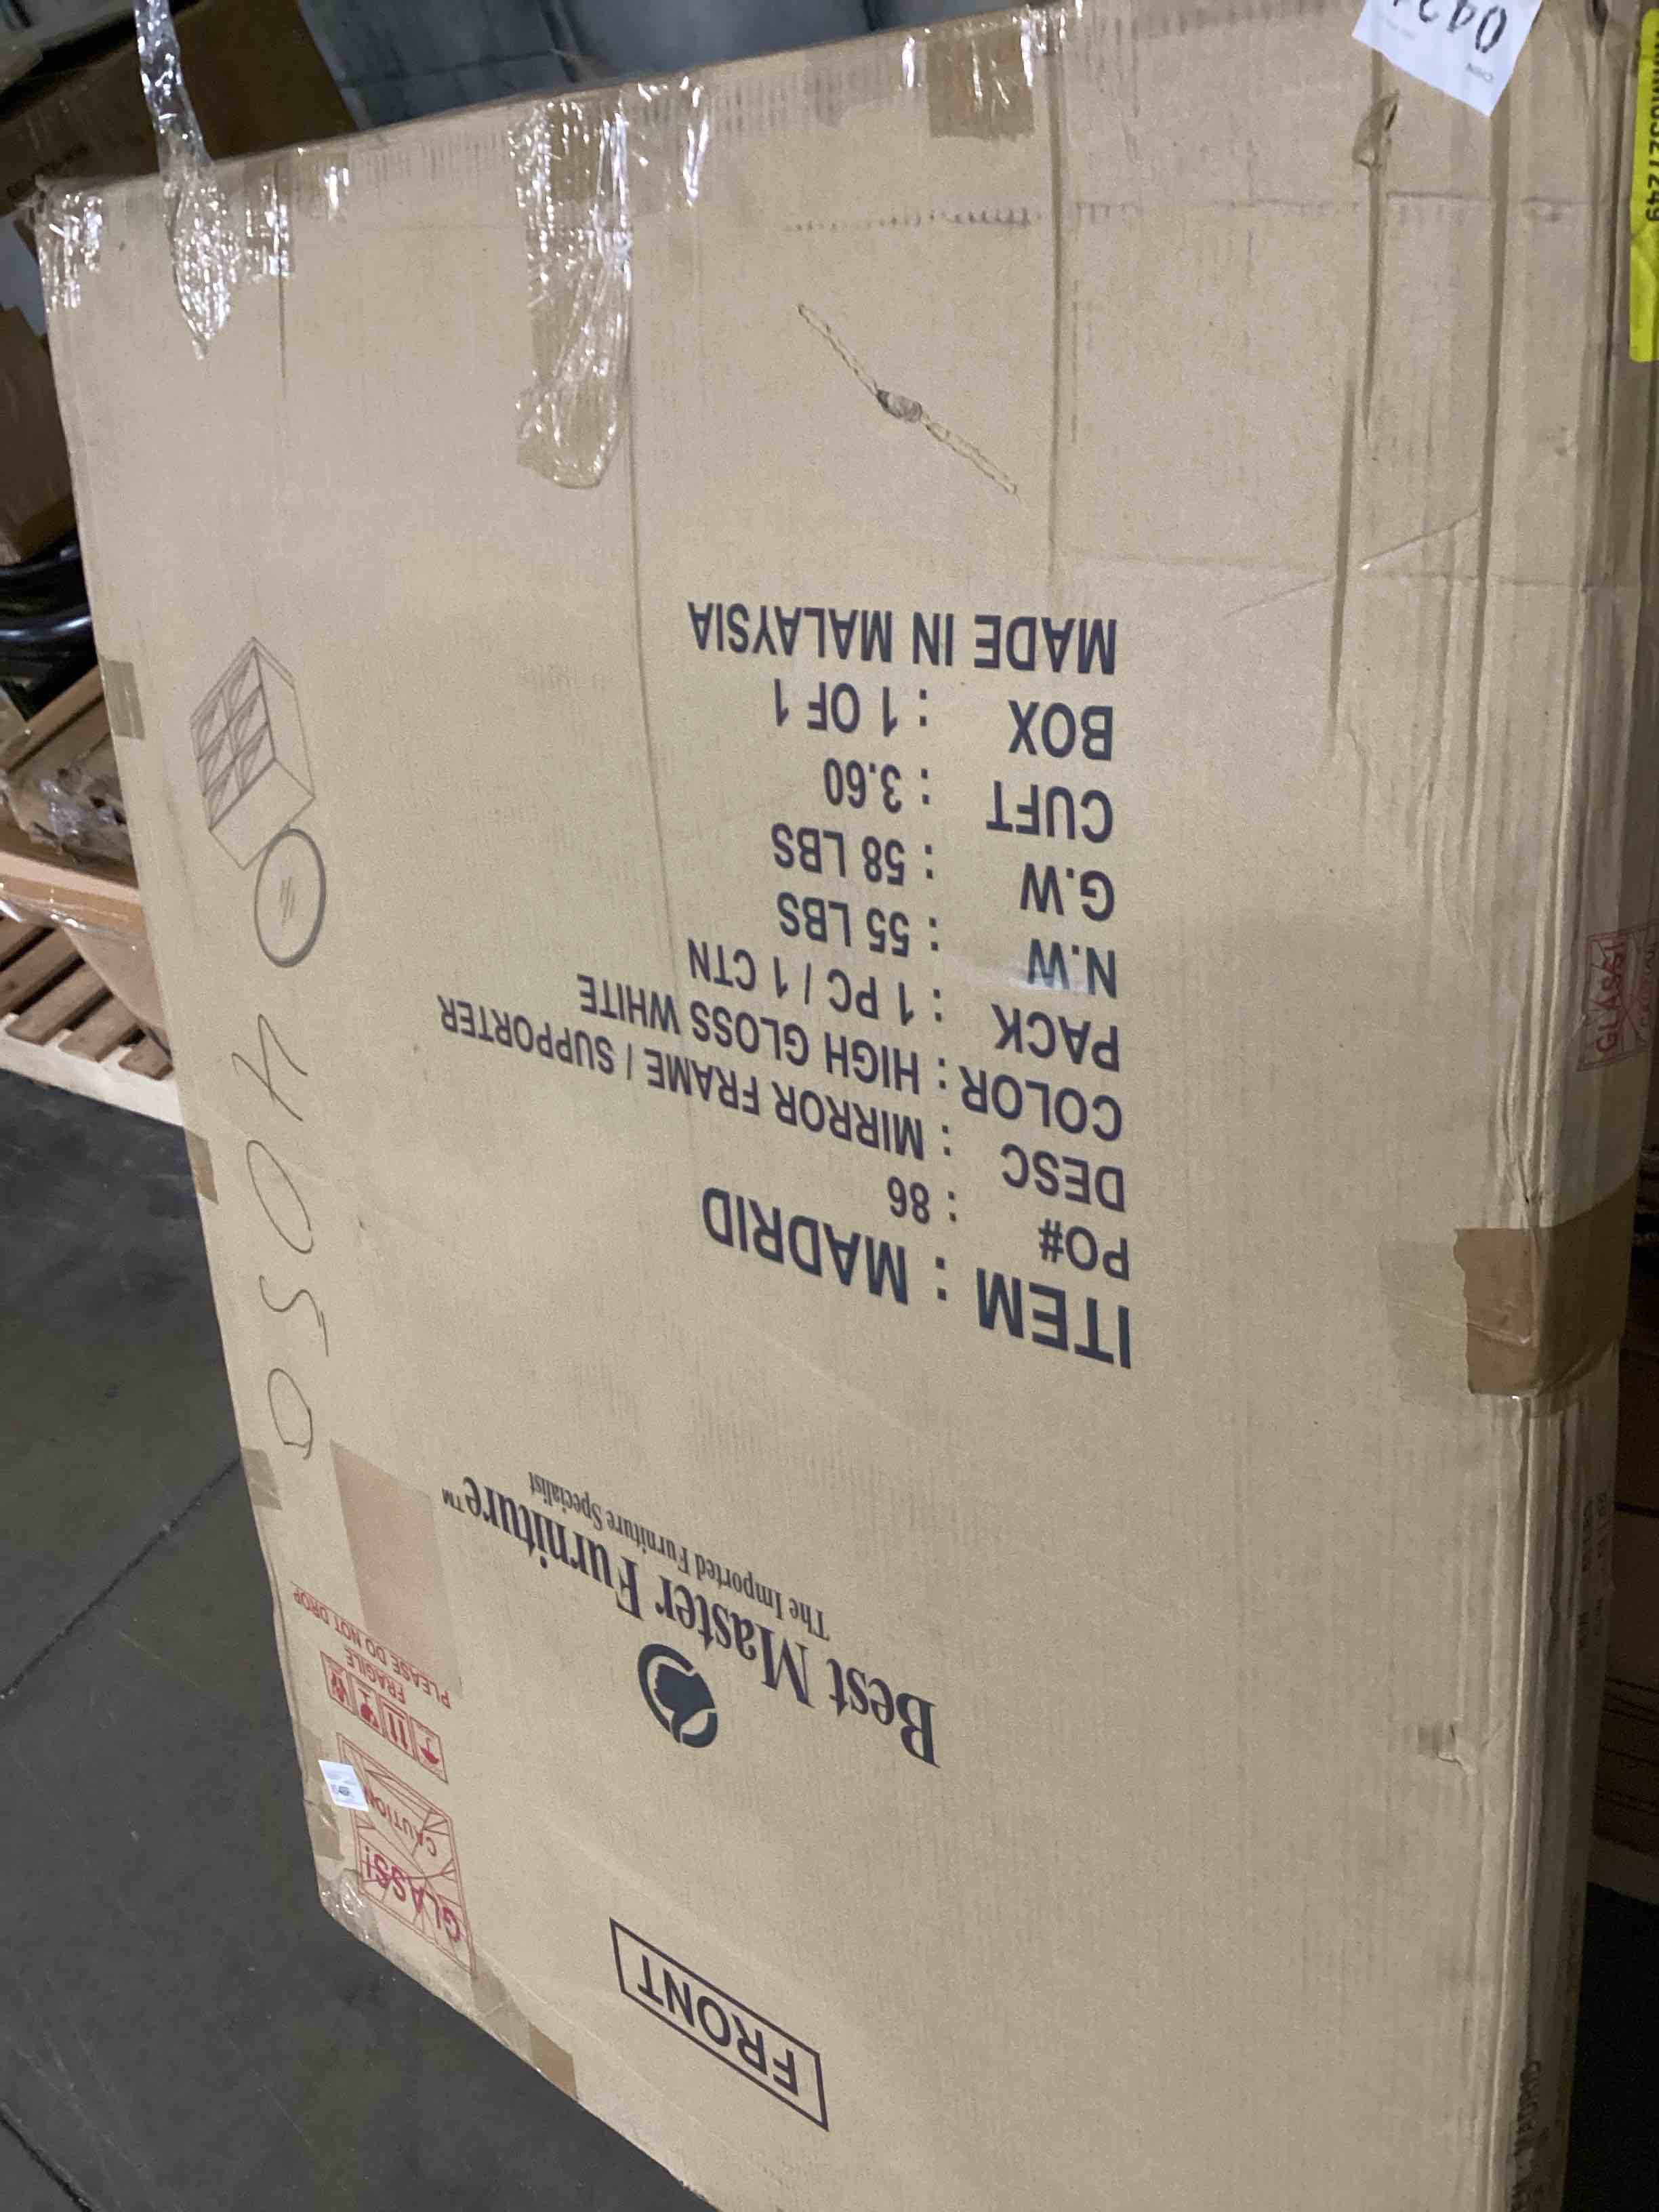 FRONT
GLASS!
CAUTION
FRAGILE
PLEASE DO NOT DROP
Best Master Furniture™
The Imported Furniture Specialist
ITEM : MADRID
PO# : 86
DESC : MIRROR FRAME / SUPPORTER
COLOR : HIGH GLOSS WHITE
PACK : 1 PC / 1 CTN
N.W : 55 LBS
G.W : 58 LBS
CUFT : 3.60
BOX : 1 OF 1
MADE IN MALAYSIA
GLASS!